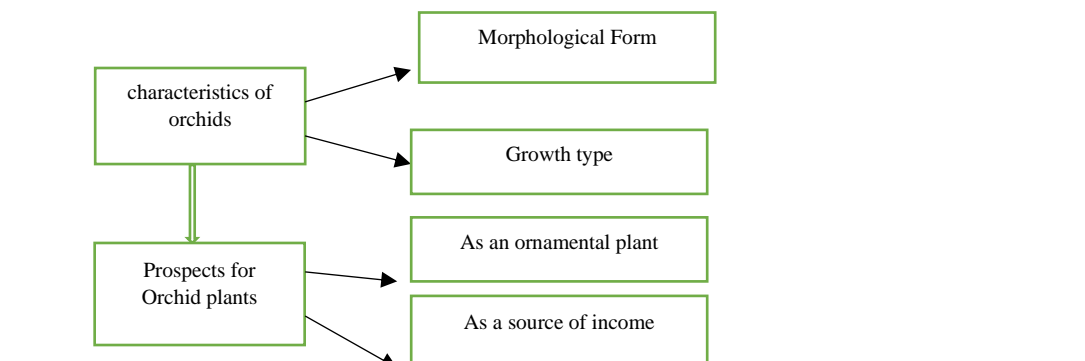 Morphological Form
characteristics of
orchids
Growth type
As an ornamental plant
Prospects for
Orchid plants
As a source of income